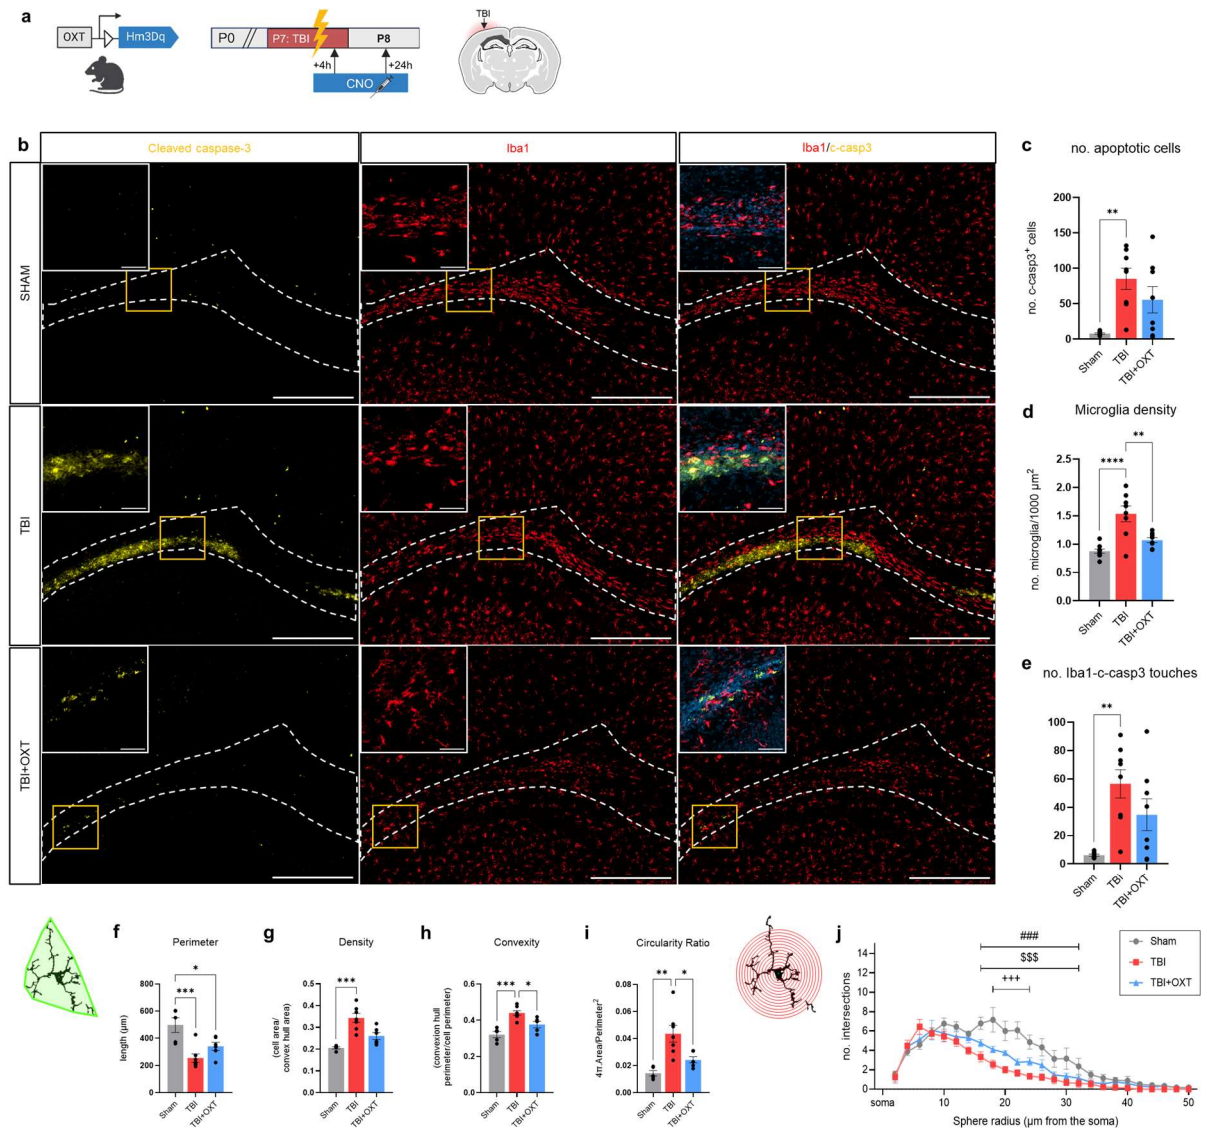 a
OXT
Hm3Dq
P0
P7: TBI
P8
+4h
+24h
CNO
TBI
b
Cleaved caspase-3
Iba1
Iba1/c-casp3
SHAM
TBI
TBI+OXT
c
no. apoptotic cells
no. c-casp3⁺ cells
200
150
100
50
0
**
Sham
TBI
TBI+OXT
d
Microglia density
no. microglia/1000 µm²
2.5
2.0
1.5
1.0
0.5
0.0
****
**
Sham
TBI
TBI+OXT
e
no. Iba1-c-casp3 touches
100
80
60
40
20
0
**
Sham
TBI
TBI+OXT
f
Perimeter
length (µm)
800
600
400
200
0
*
***
Sham
TBI
TBI+OXT
g
Density
(cell area/
convex hull area)
0.5
0.4
0.3
0.2
0.1
0.0
***
Sham
TBI
TBI+OXT
h
Convexity
(convexion hull
perimeter/cell perimeter)
0.6
0.4
0.2
0.0
***
*
Sham
TBI
TBI+OXT
i
Circularity Ratio
4π.Area/Perimeter²
0.08
0.06
0.04
0.02
0.00
**
*
Sham
TBI
TBI+OXT
j
no. intersections
14
12
10
8
6
4
2
0
###
$$$
+++
soma
10
20
30
40
50
Sphere radius (µm from the soma)
Sham
TBI
TBI+OXT